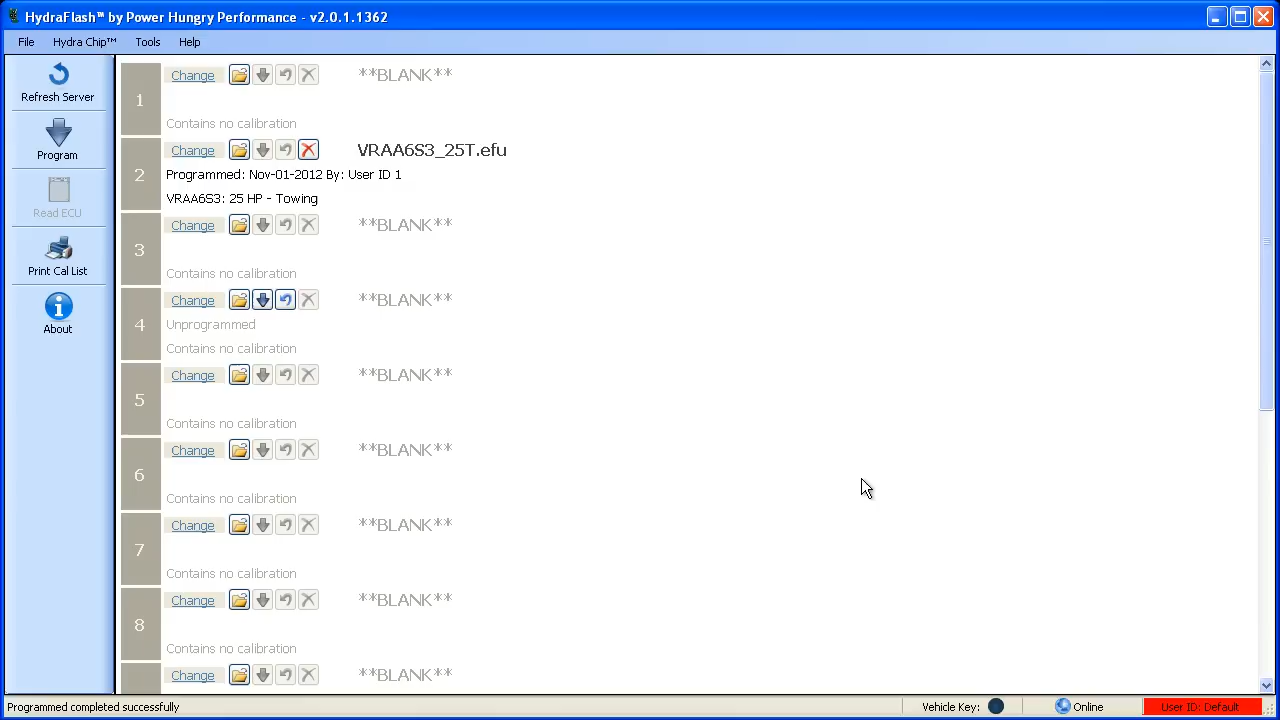 HydraFlash™ by Power Hungry Performance - v2.0.1.1362
File Hydra Chip™ Tools Help
Refresh Server
Program
Read ECU
Print Cal List
About
1
Change
**BLANK**
Contains no calibration
2
Change
VRAA6S3_25T.efu
Programmed: Nov-01-2012 By: User ID 1
VRAA6S3: 25 HP - Towing
3
Change
**BLANK**
Contains no calibration
4
Change
**BLANK**
Unprogrammed
Contains no calibration
5
Change
**BLANK**
Contains no calibration
6
Change
**BLANK**
Contains no calibration
7
Change
**BLANK**
Contains no calibration
8
Change
**BLANK**
Contains no calibration
Change
**BLANK**
Programmed completed successfully
Vehicle Key:
Online
User ID: Default